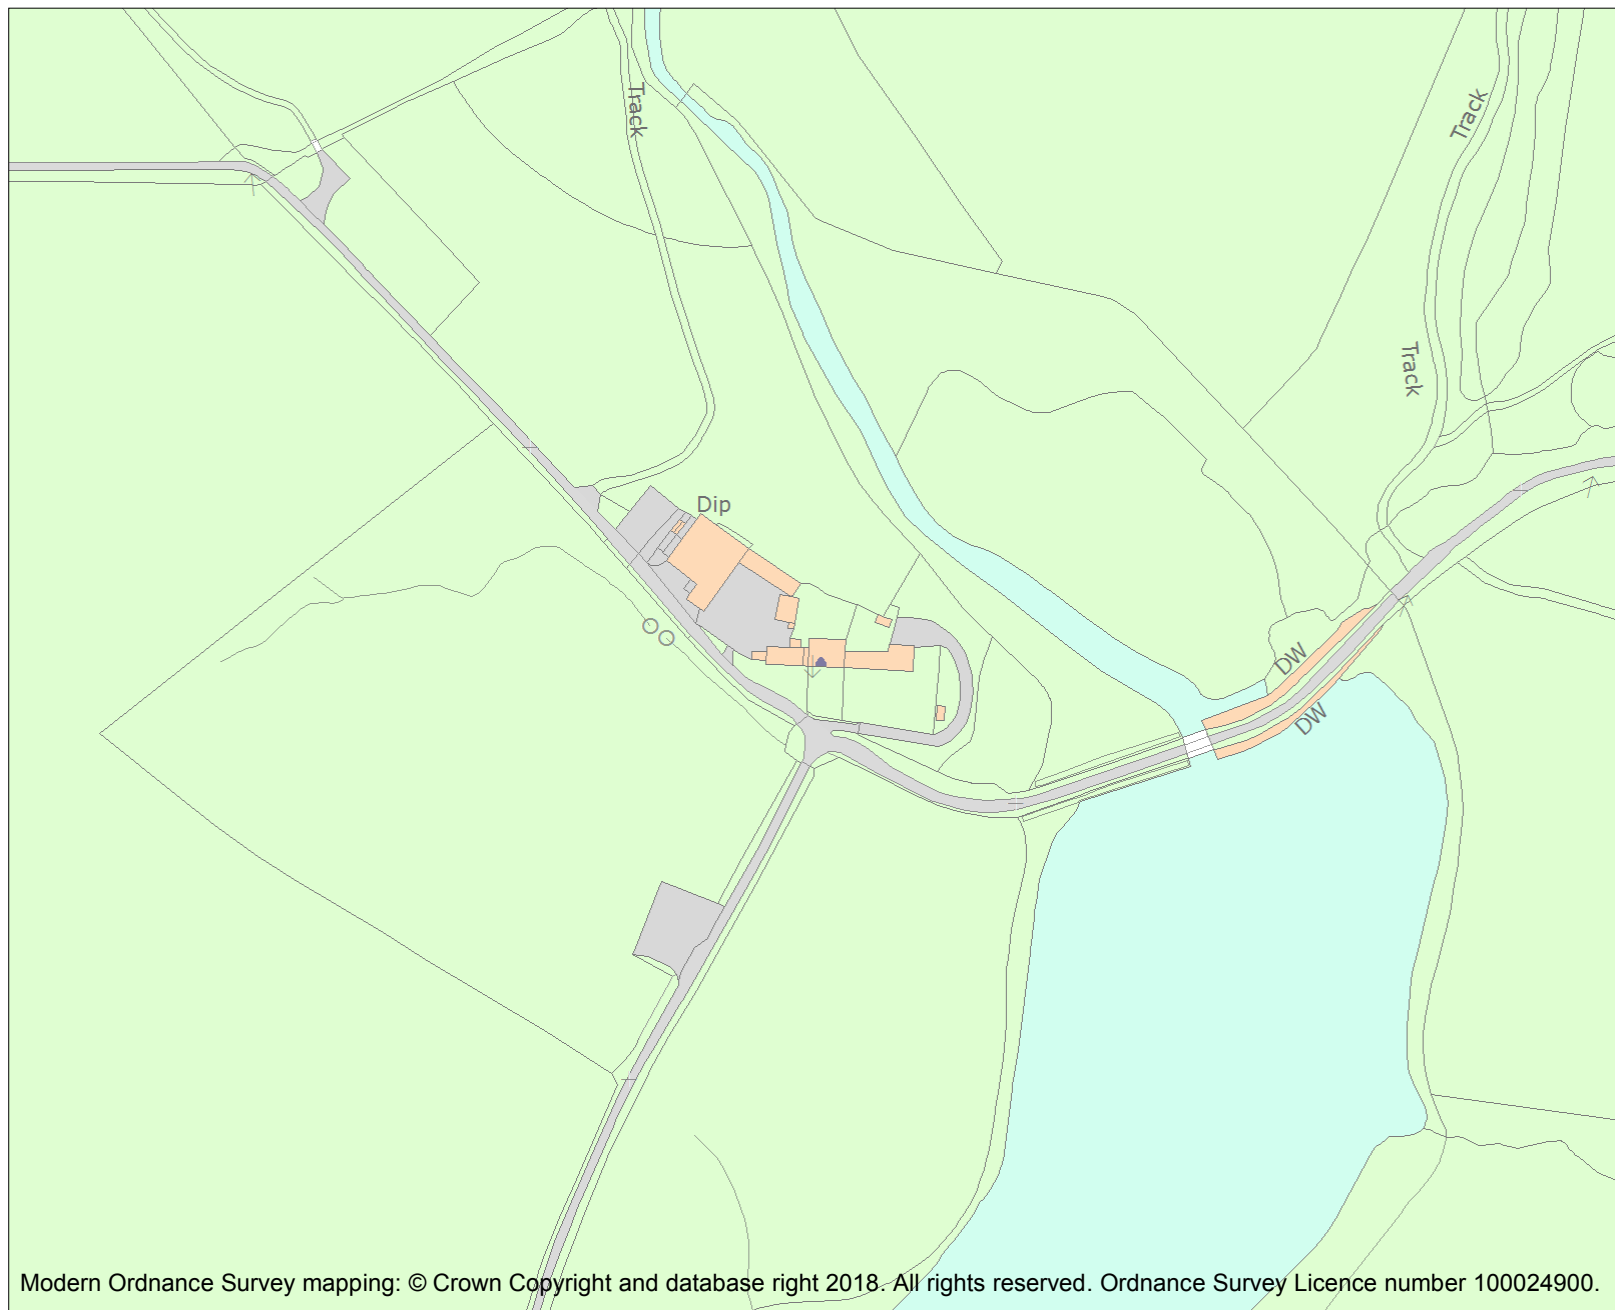 Track
Track
Track
Dip
DW
DW
Modern Ordnance Survey mapping: © Crown Copyright and database right 2018. All rights reserved. Ordnance Survey Licence number 100024900.